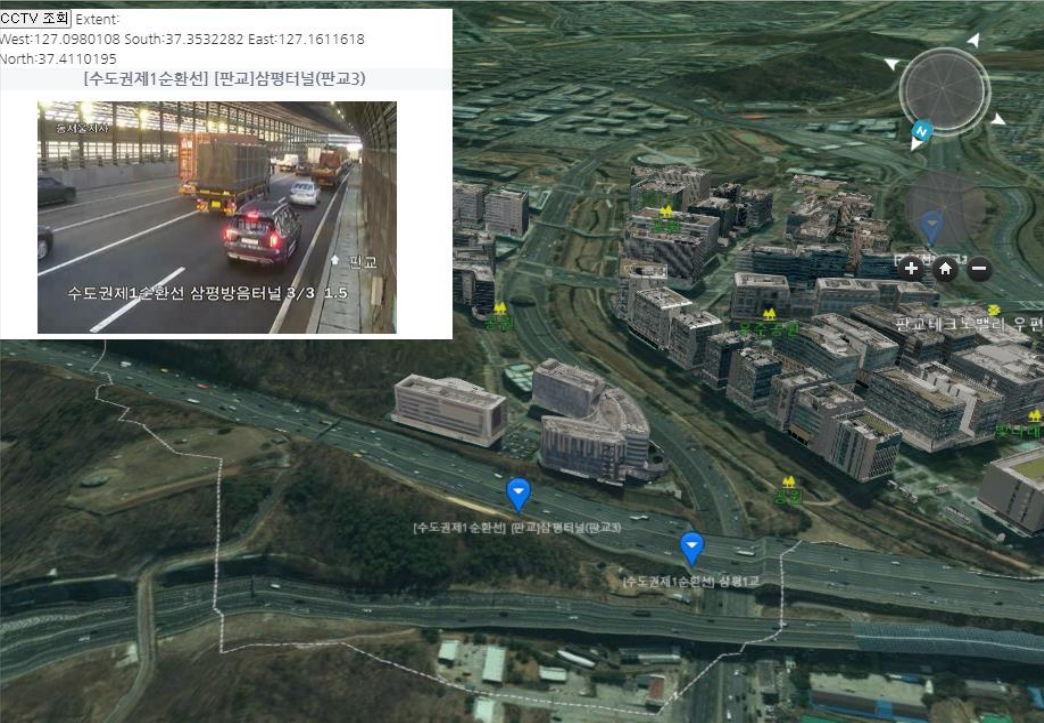 CCTV 조회 Extent:
West:127.0980108 South:37.3532282 East:127.1611618
North:37.4110195
[수도권제1순환선] [판교]삼평터널(판교3)
동서울지사
판교
수도권제1순환선 삼평방음터널 3/3 1.5
N
공원
우주공원
판교테크노밸리 우편
공원
[수도권제1순환선] [판교]삼평터널(판교3)
[수도권제1순환선] 삼평1교